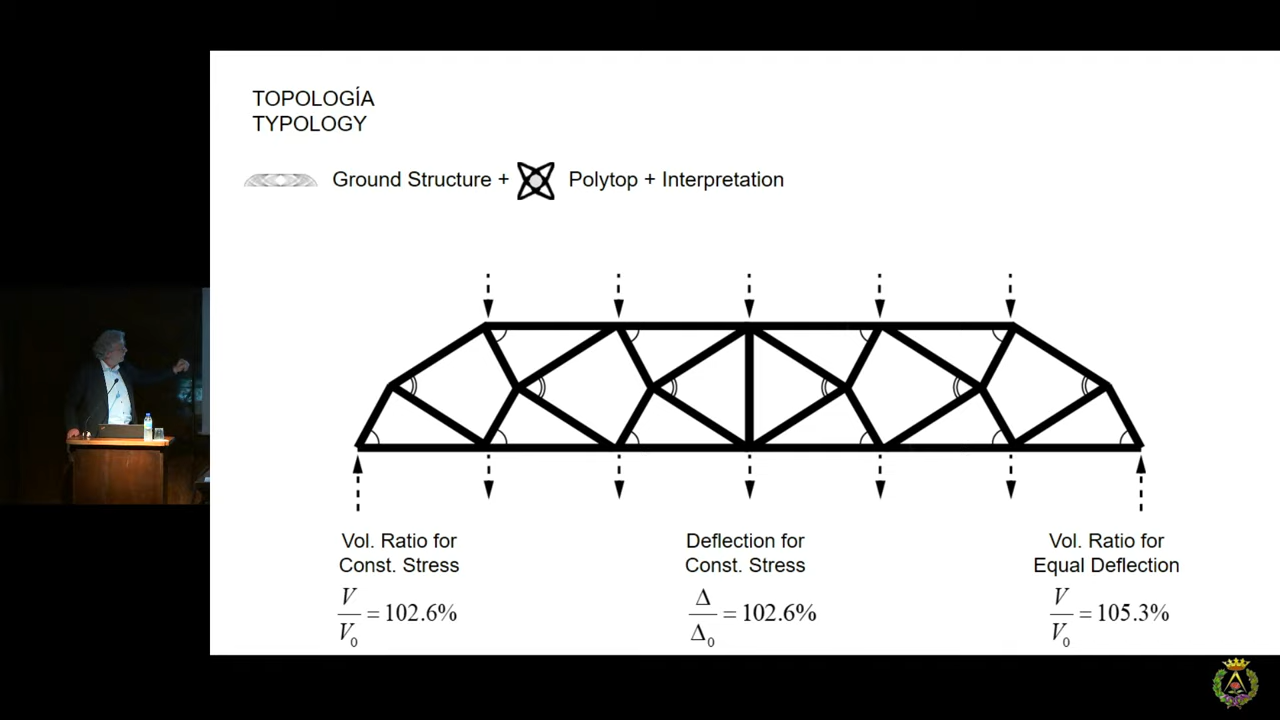 TOPOLOGÍA
TYPOLOGY
Ground Structure + Polytop + Interpretation
Vol. Ratio for
Const. Stress
V/V₀ = 102.6%
Deflection for
Const. Stress
Δ/Δ₀ = 102.6%
Vol. Ratio for
Equal Deflection
V/V₀ = 105.3%